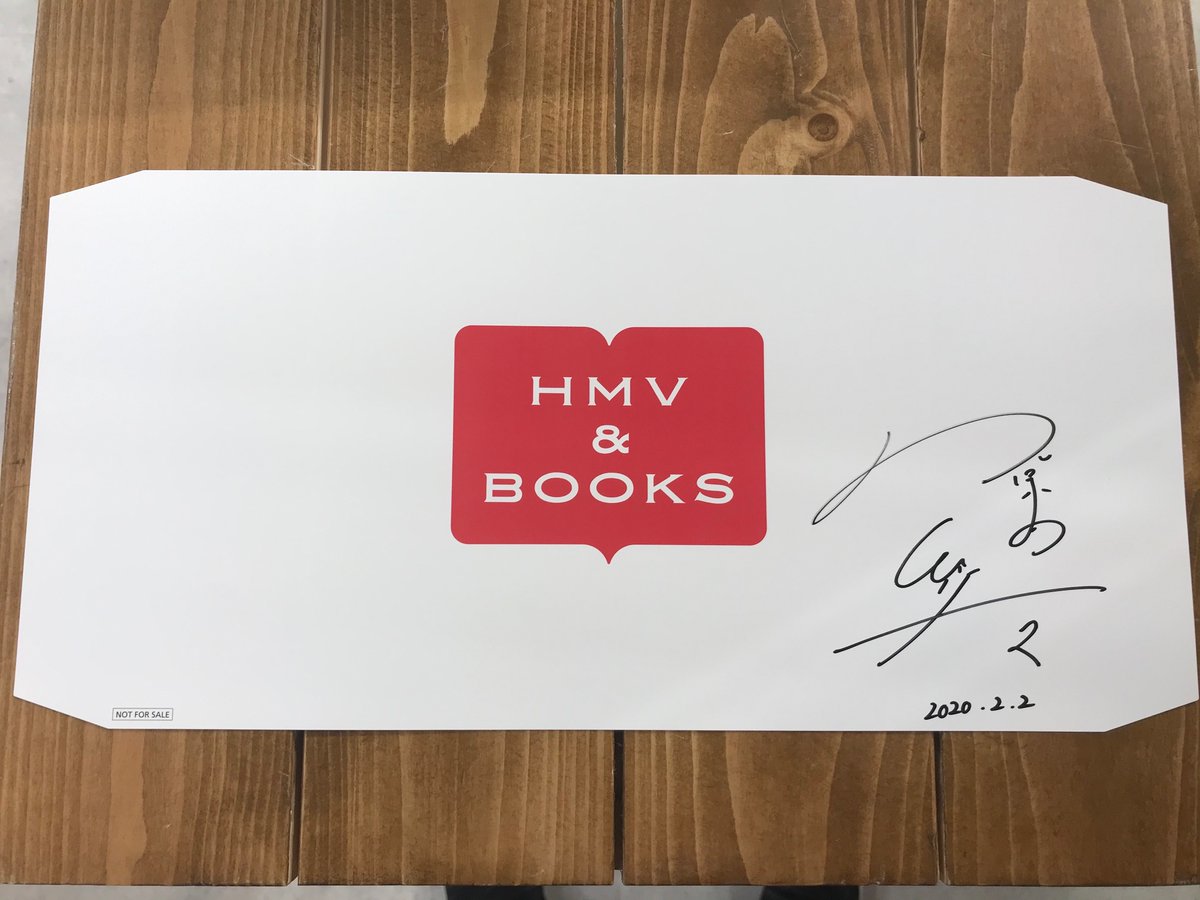 HMV
&
BOOKS
2020.2.2
NOT FOR SALE